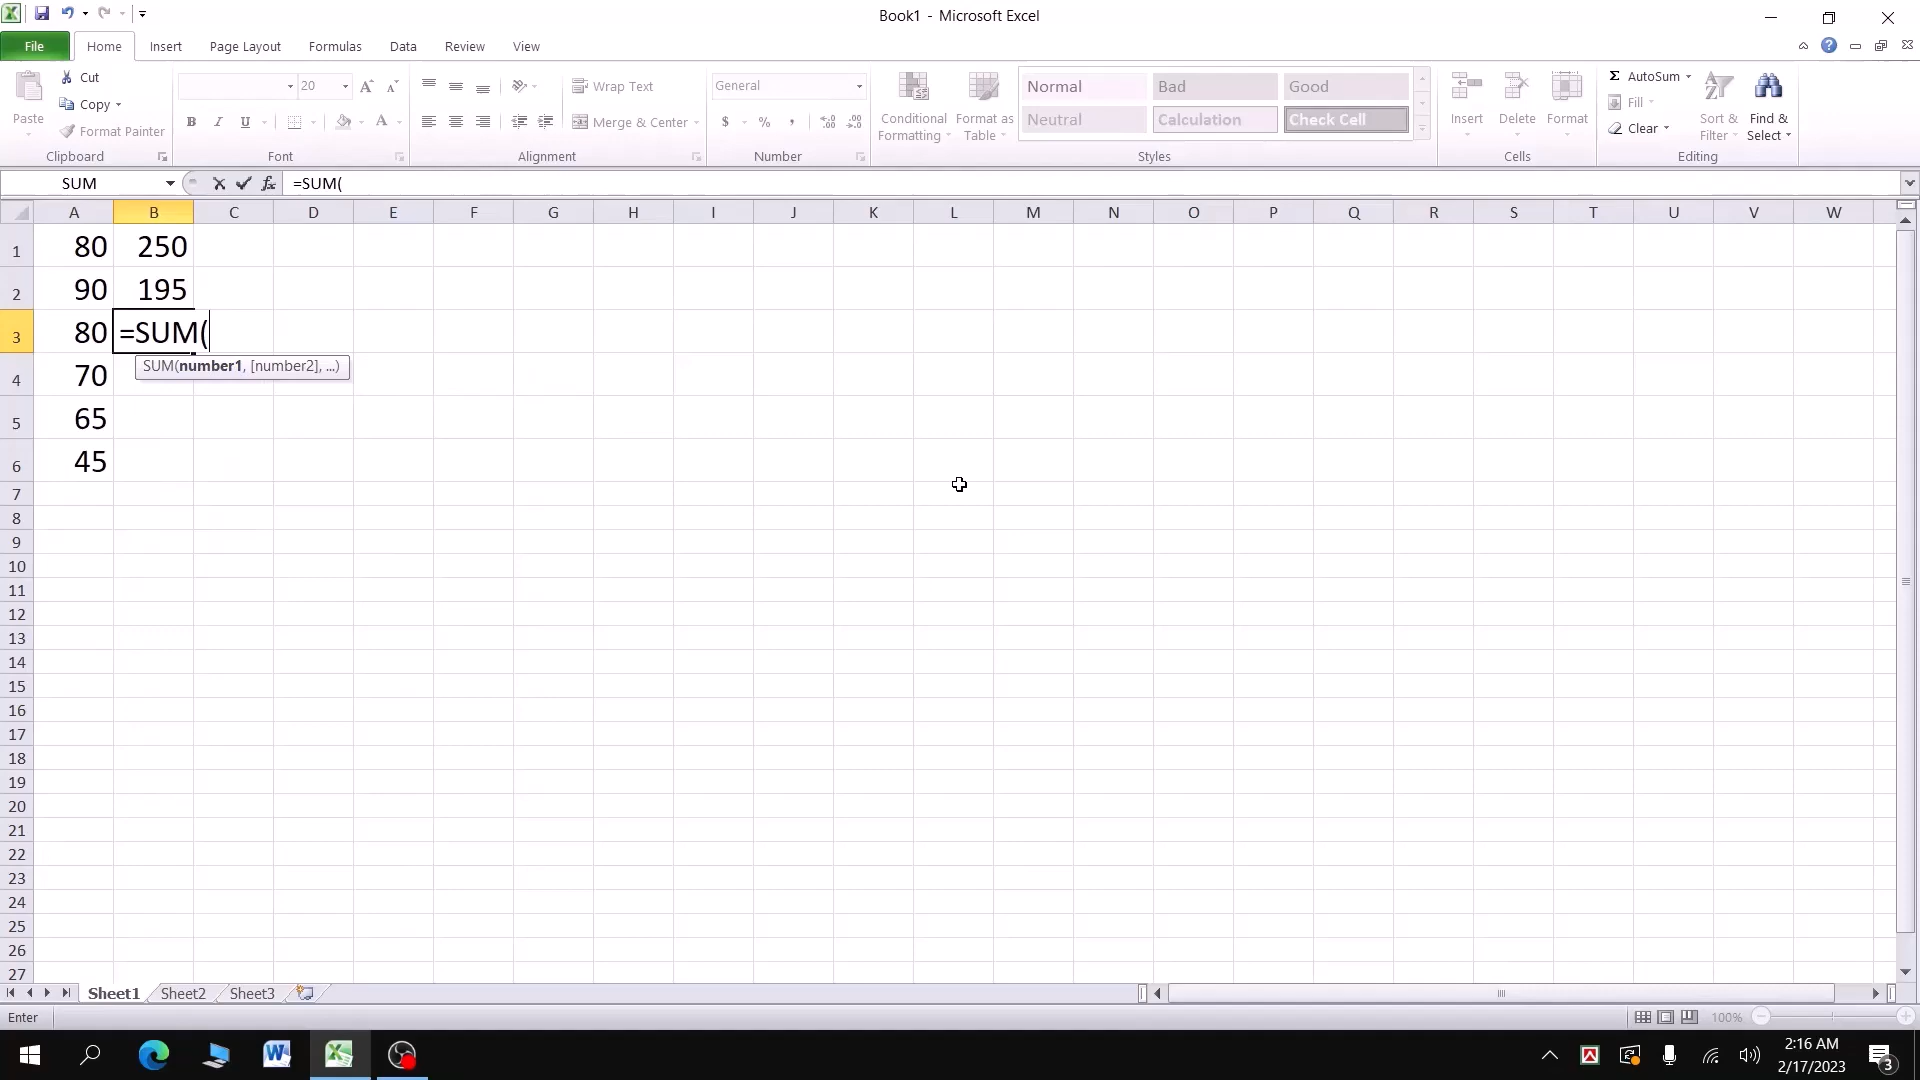 Book1 - Microsoft Excel
File Home Insert Page Layout Formulas Data Review View
Paste
Cut
Copy
Format Painter
Clipboard
20
Font
Wrap Text
Merge & Center
Alignment
General
$ % ,
Number
Conditional Formatting
Format as Table
Normal Bad Good
Neutral Calculation Check Cell
Styles
Insert Delete Format
Cells
Σ AutoSum
Fill
Clear
Sort & Filter
Find & Select
Editing
SUM fx =SUM(
A B C D E F G H I J K L M N O P Q R S T U V W
1 80 250
2 90 195
3 80 =SUM(
SUM(number1, [number2], ...)
4 70
5 65
6 45
7
8
9
10
11
12
13
14
15
16
17
18
19
20
21
22
23
24
25
26
27
Sheet1 Sheet2 Sheet3
Enter 100%
2:16 AM
2/17/2023
3